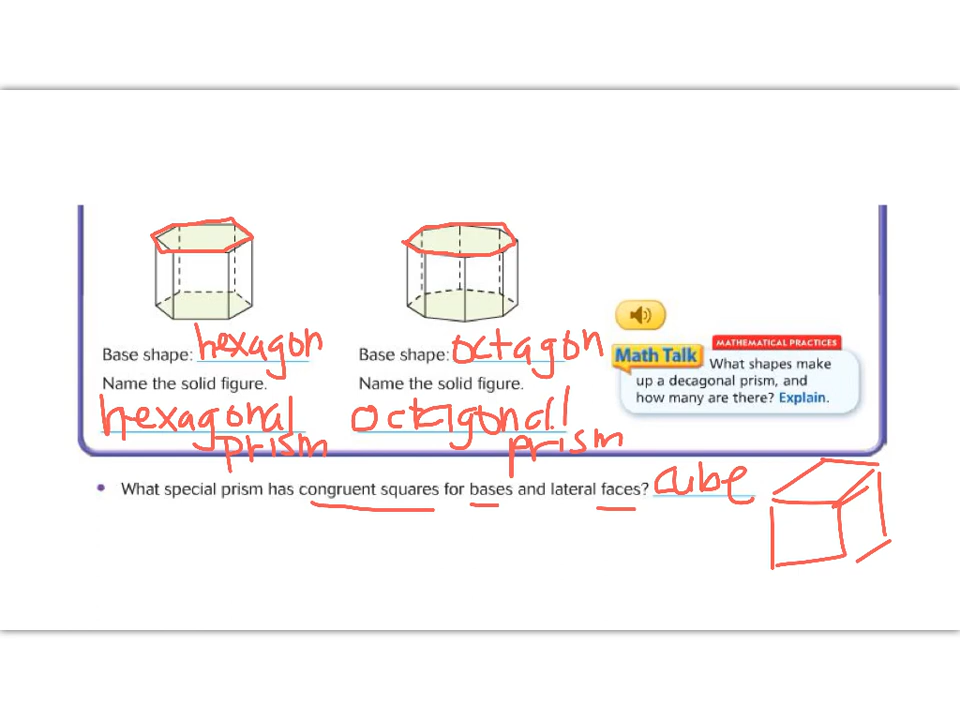 Base shape: hexagon
Name the solid figure.
hexagonal
prism
Base shape: octagon
Name the solid figure.
octagonal
prism
MATHEMATICAL PRACTICES
Math Talk
What shapes make
up a decagonal prism, and
how many are there? Explain.
• What special prism has congruent squares for bases and lateral faces? cube